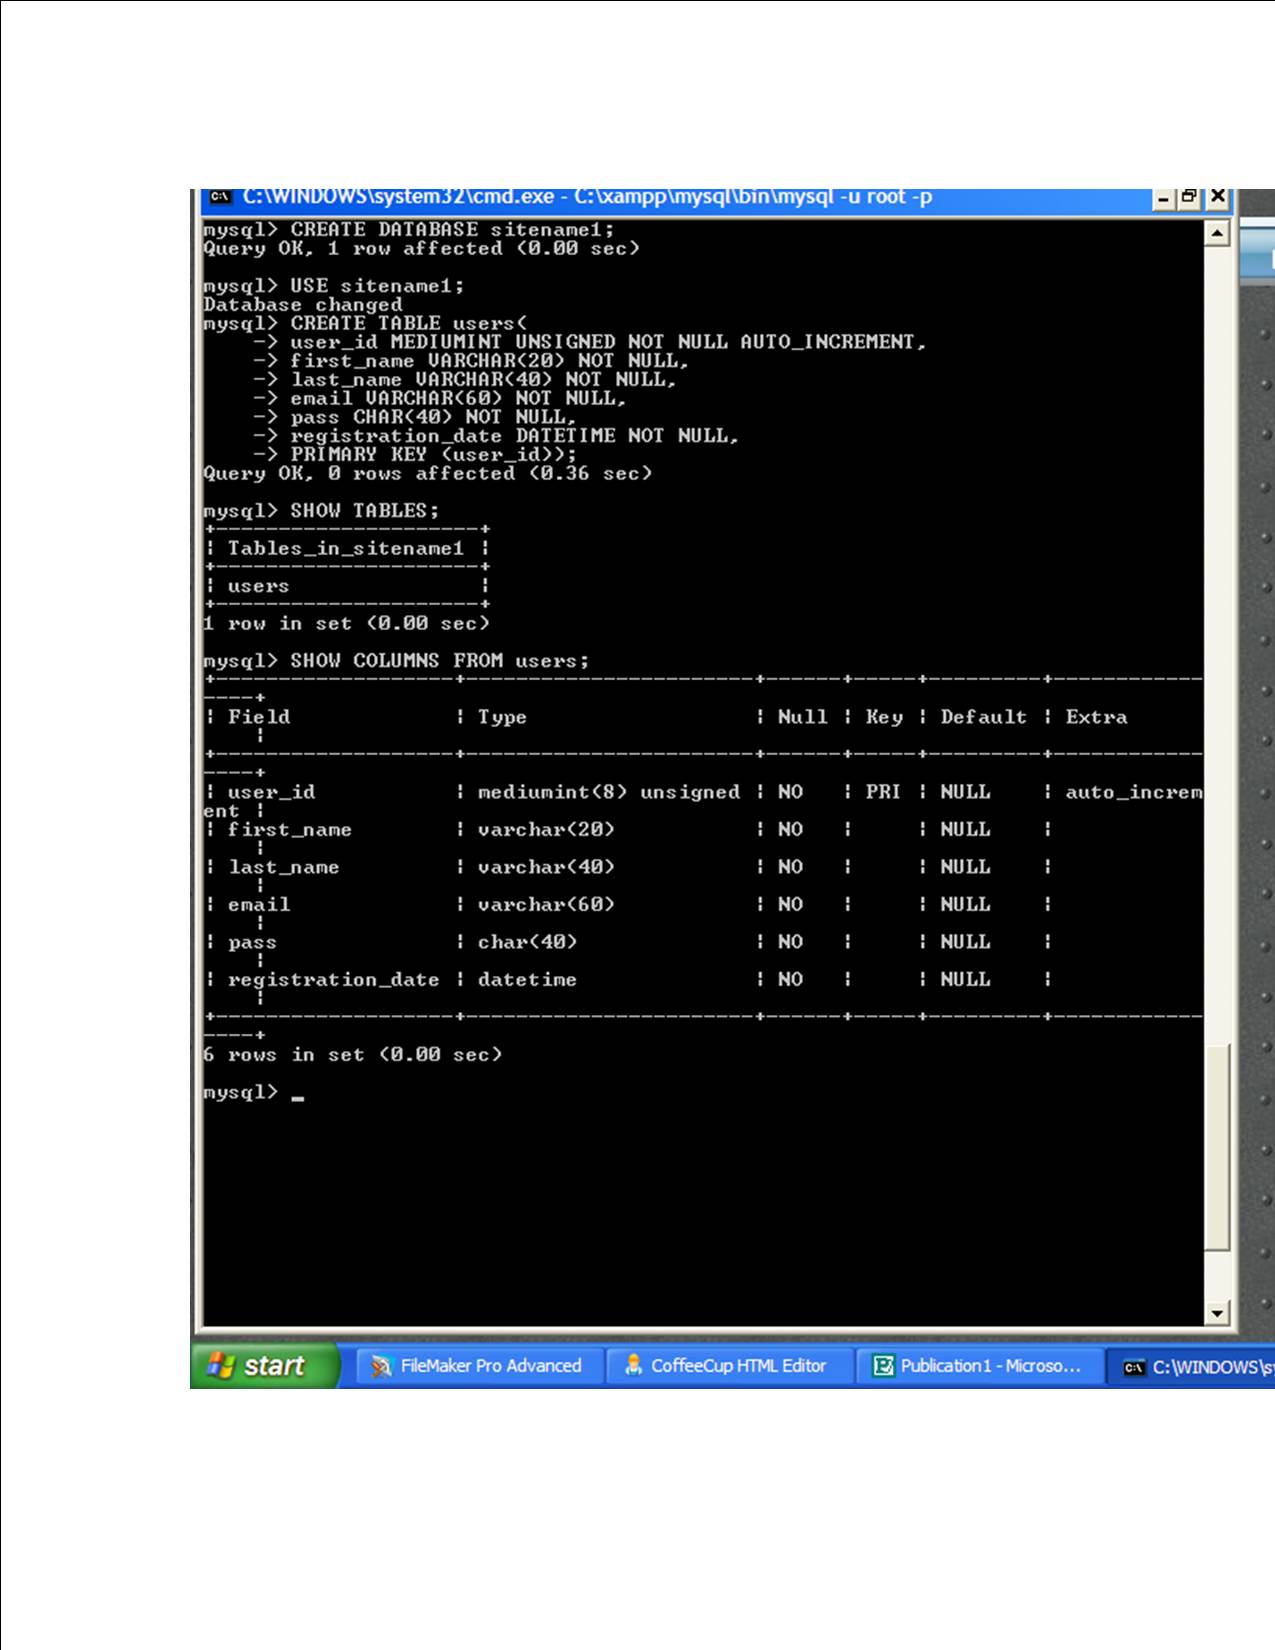 C:\WINDOWS\system32\cmd.exe - C:\xampp\mysql\bin\mysql -u root -p
mysql> CREATE DATABASE sitename1;
Query OK, 1 row affected (0.00 sec)
mysql> USE sitename1;
Database changed
mysql> CREATE TABLE users(
    -> user_id MEDIUMINT UNSIGNED NOT NULL AUTO_INCREMENT,
    -> first_name VARCHAR(20) NOT NULL,
    -> last_name VARCHAR(40) NOT NULL,
    -> email VARCHAR(60) NOT NULL,
    -> pass CHAR(40) NOT NULL,
    -> registration_date DATETIME NOT NULL,
    -> PRIMARY KEY (user_id));
Query OK, 0 rows affected (0.36 sec)
mysql> SHOW TABLES;
+---------------------+
| Tables_in_sitename1 |
+---------------------+
| users               |
+---------------------+
1 row in set (0.00 sec)
mysql> SHOW COLUMNS FROM users;
+-------------------+-----------------------+------+-----+---------+------------
----+
| Field             | Type                  | Null | Key | Default | Extra
    |
+-------------------+-----------------------+------+-----+---------+------------
----+
| user_id           | mediumint(8) unsigned | NO   | PRI | NULL    | auto_increm
ent |
| first_name        | varchar(20)           | NO   |     | NULL    |
    |
| last_name         | varchar(40)           | NO   |     | NULL    |
    |
| email             | varchar(60)           | NO   |     | NULL    |
    |
| pass              | char(40)              | NO   |     | NULL    |
    |
| registration_date | datetime              | NO   |     | NULL    |
    |
+-------------------+-----------------------+------+-----+---------+------------
----+
6 rows in set (0.00 sec)
mysql> _
start FileMaker Pro Advanced CoffeeCup HTML Editor Publication1 - Microso... C:\WINDOWS\s